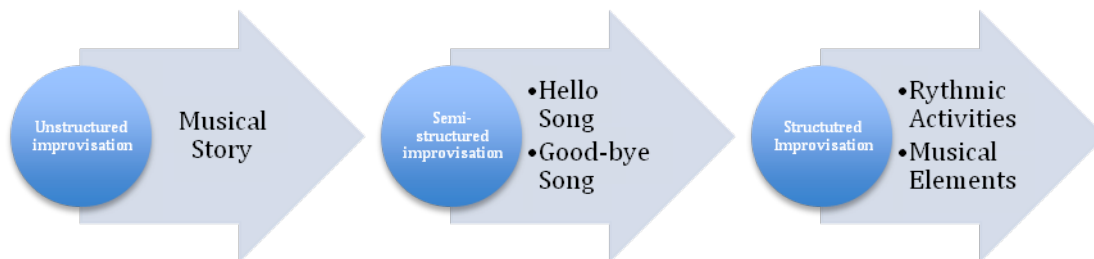 Unstructured
improvisation
Musical
Story
Semi-
structured
improvisation
•Hello
Song
•Good-bye
Song
Structutred
Improvisation
•Rythmic
Activities
•Musical
Elements